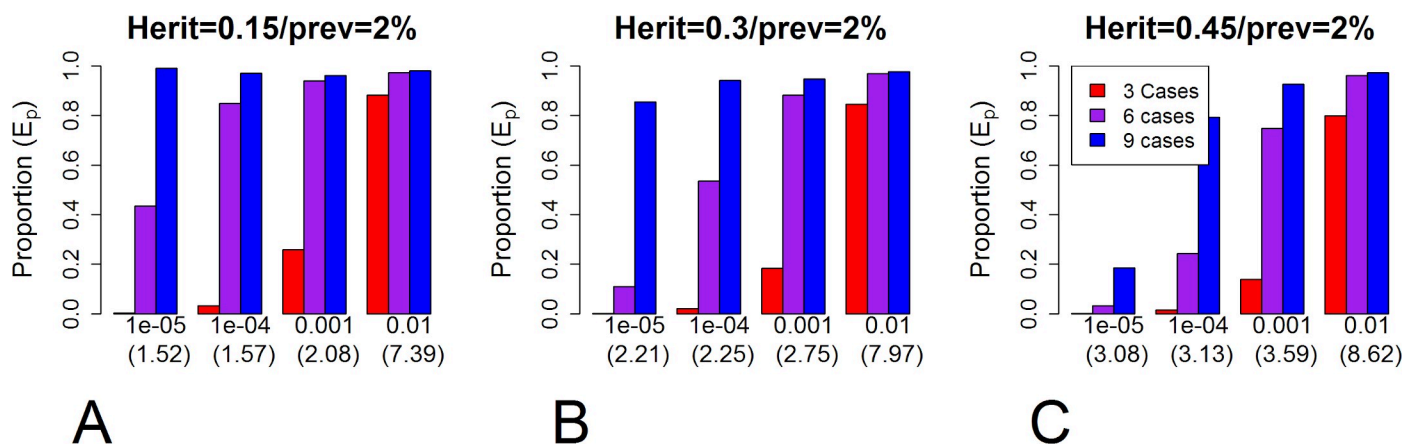 Herit=0.15/prev=2%
Proportion (Ep)
1.0
0.8
0.6
0.4
0.2
0.0
1e-05 1e-04 0.001 0.01
(1.52) (1.57) (2.08) (7.39)
A
Herit=0.3/prev=2%
Proportion (Ep)
1.0
0.8
0.6
0.4
0.2
0.0
1e-05 1e-04 0.001 0.01
(2.21) (2.25) (2.75) (7.97)
B
Herit=0.45/prev=2%
Proportion (Ep)
1.0
0.8
0.6
0.4
0.2
0.0
3 Cases
6 cases
9 cases
1e-05 1e-04 0.001 0.01
(3.08) (3.13) (3.59) (8.62)
C